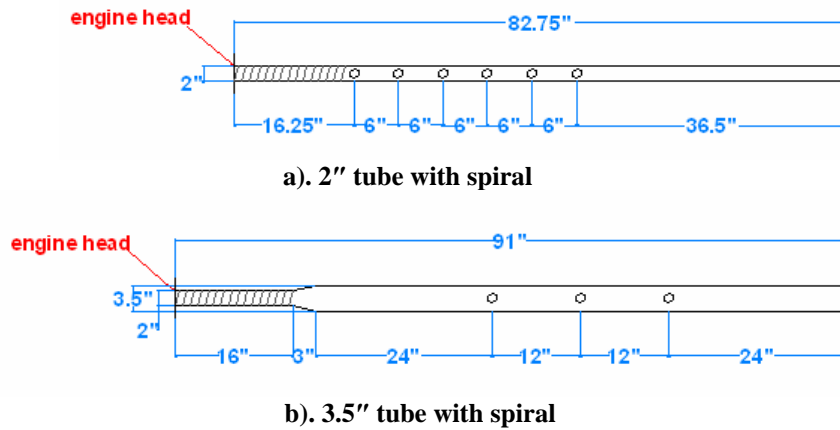 engine head
82.75"
2"
16.25" 6" 6" 6" 6" 6" 36.5"
a). 2″ tube with spiral
engine head
91"
3.5"
2"
16" 3" 24" 12" 12" 24"
b). 3.5″ tube with spiral